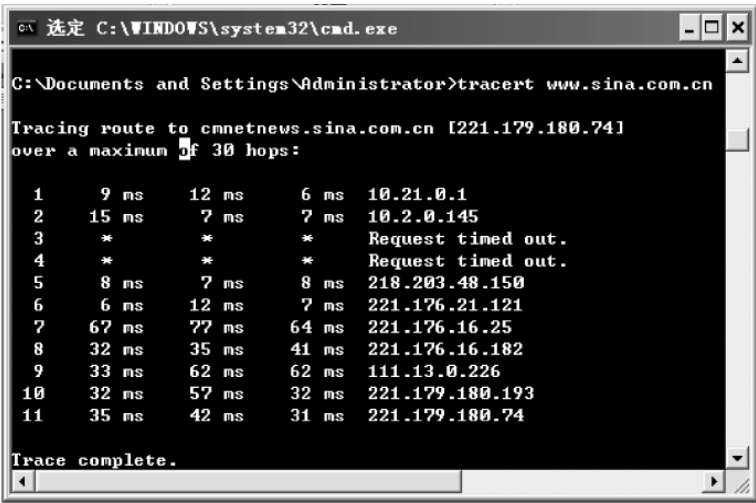 选定 C:\WINDOWS\system32\cmd.exe
C:\Documents and Settings\Administrator>tracert www.sina.com.cn
Tracing route to cmnetnews.sina.com.cn [221.179.180.74]
over a maximum of 30 hops:
1 9 ms 12 ms 6 ms 10.21.0.1
2 15 ms 7 ms 7 ms 10.2.0.145
3 * * * Request timed out.
4 * * * Request timed out.
5 8 ms 7 ms 8 ms 218.203.48.150
6 6 ms 12 ms 7 ms 221.176.21.121
7 67 ms 77 ms 64 ms 221.176.16.25
8 32 ms 35 ms 41 ms 221.176.16.182
9 33 ms 62 ms 62 ms 111.13.0.226
10 32 ms 57 ms 32 ms 221.179.180.193
11 35 ms 42 ms 31 ms 221.179.180.74
Trace complete.